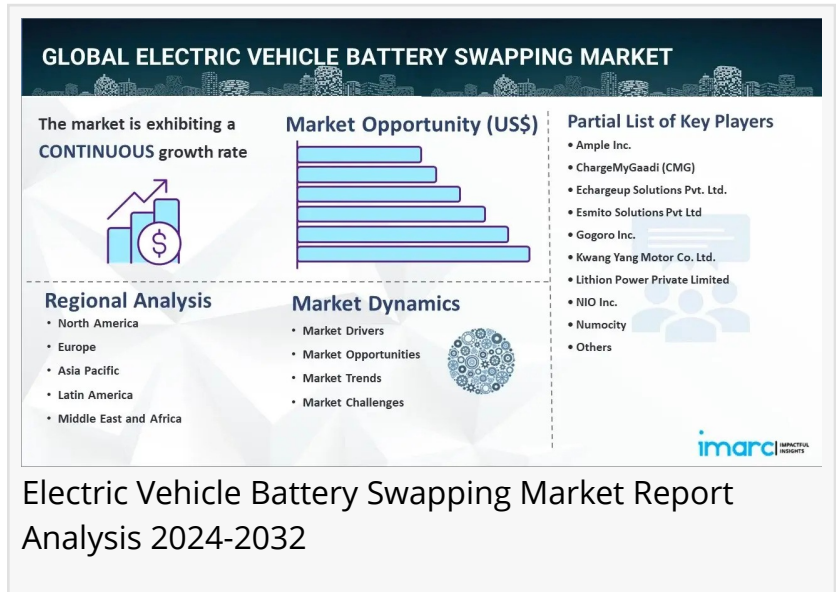 GLOBAL ELECTRIC VEHICLE BATTERY SWAPPING MARKET
The market is exhibiting a
CONTINUOUS growth rate
$
Market Opportunity (US$)
Regional Analysis
• North America
• Europe
• Asia Pacific
• Latin America
• Middle East and Africa
Market Dynamics
• Market Drivers
• Market Opportunities
• Market Trends
• Market Challenges
Partial List of Key Players
• Ample Inc.
• ChargeMyGaadi (CMG)
• Echargeup Solutions Pvt. Ltd.
• Esmito Solutions Pvt Ltd
• Gogoro Inc.
• Kwang Yang Motor Co. Ltd.
• Lithion Power Private Limited
• NIO Inc.
• Numocity
• Others
imarc IMPACTFUL
INSIGHTS
Electric Vehicle Battery Swapping Market Report
Analysis 2024-2032